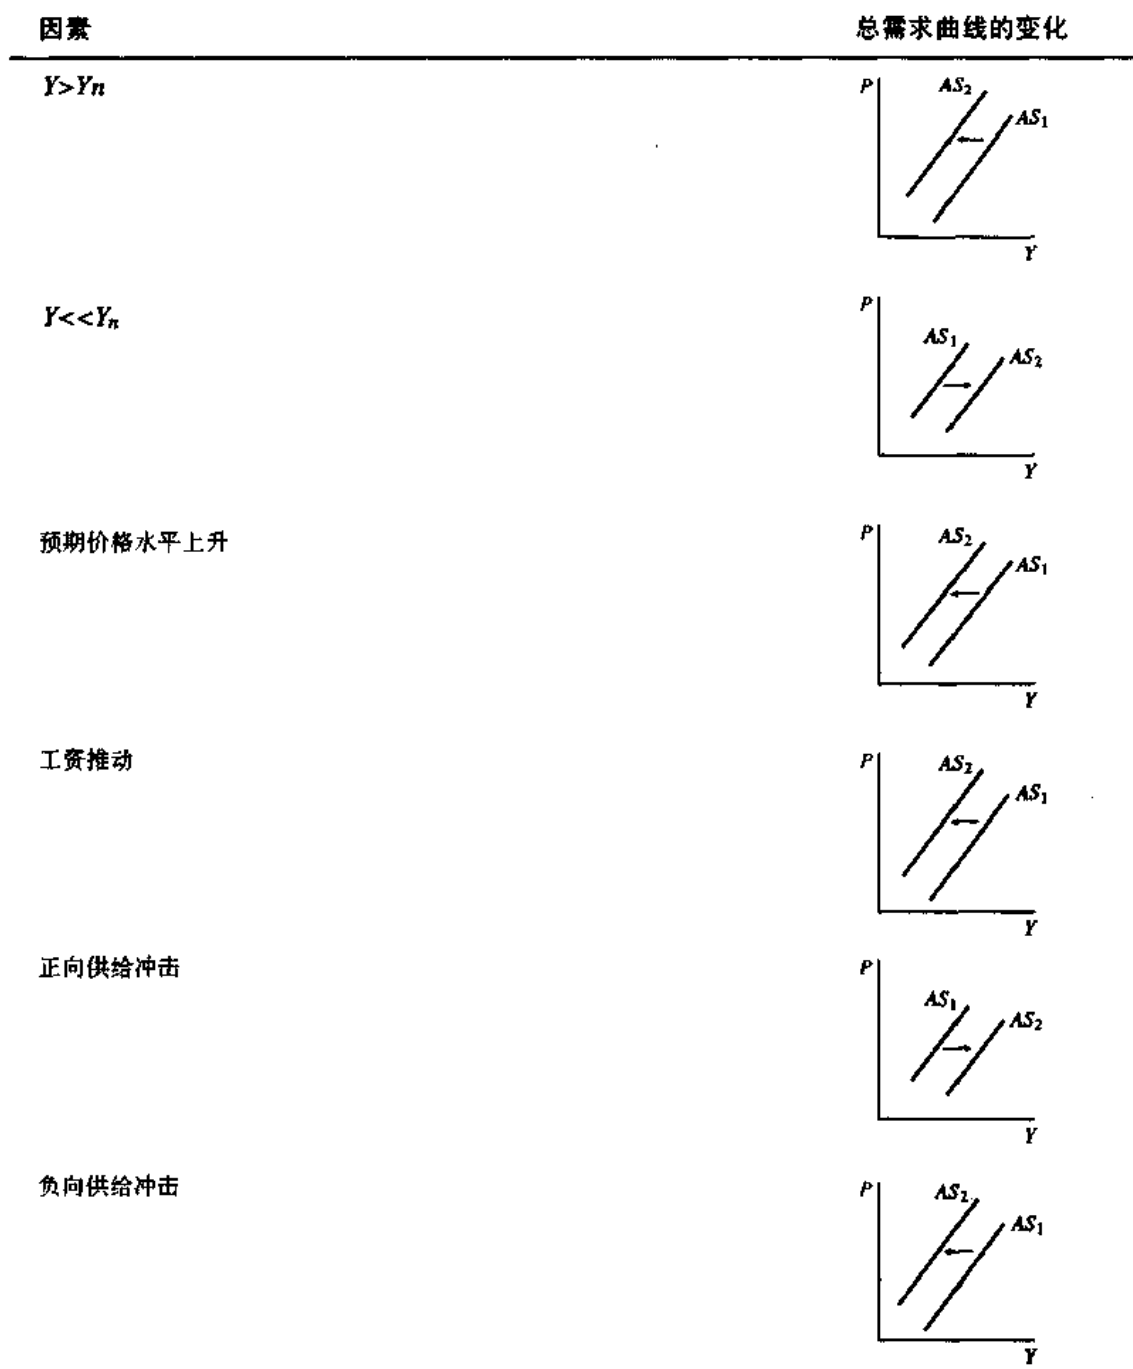 因素 总需求曲线的变化
Y>Yn P AS2 AS1
Y
Y<<Yn P AS1 AS2
Y
预期价格水平上升 P AS2 AS1
Y
工资推动 P AS2 AS1
Y
正向供给冲击 P AS1 AS2
Y
负向供给冲击 P AS2 AS1
Y